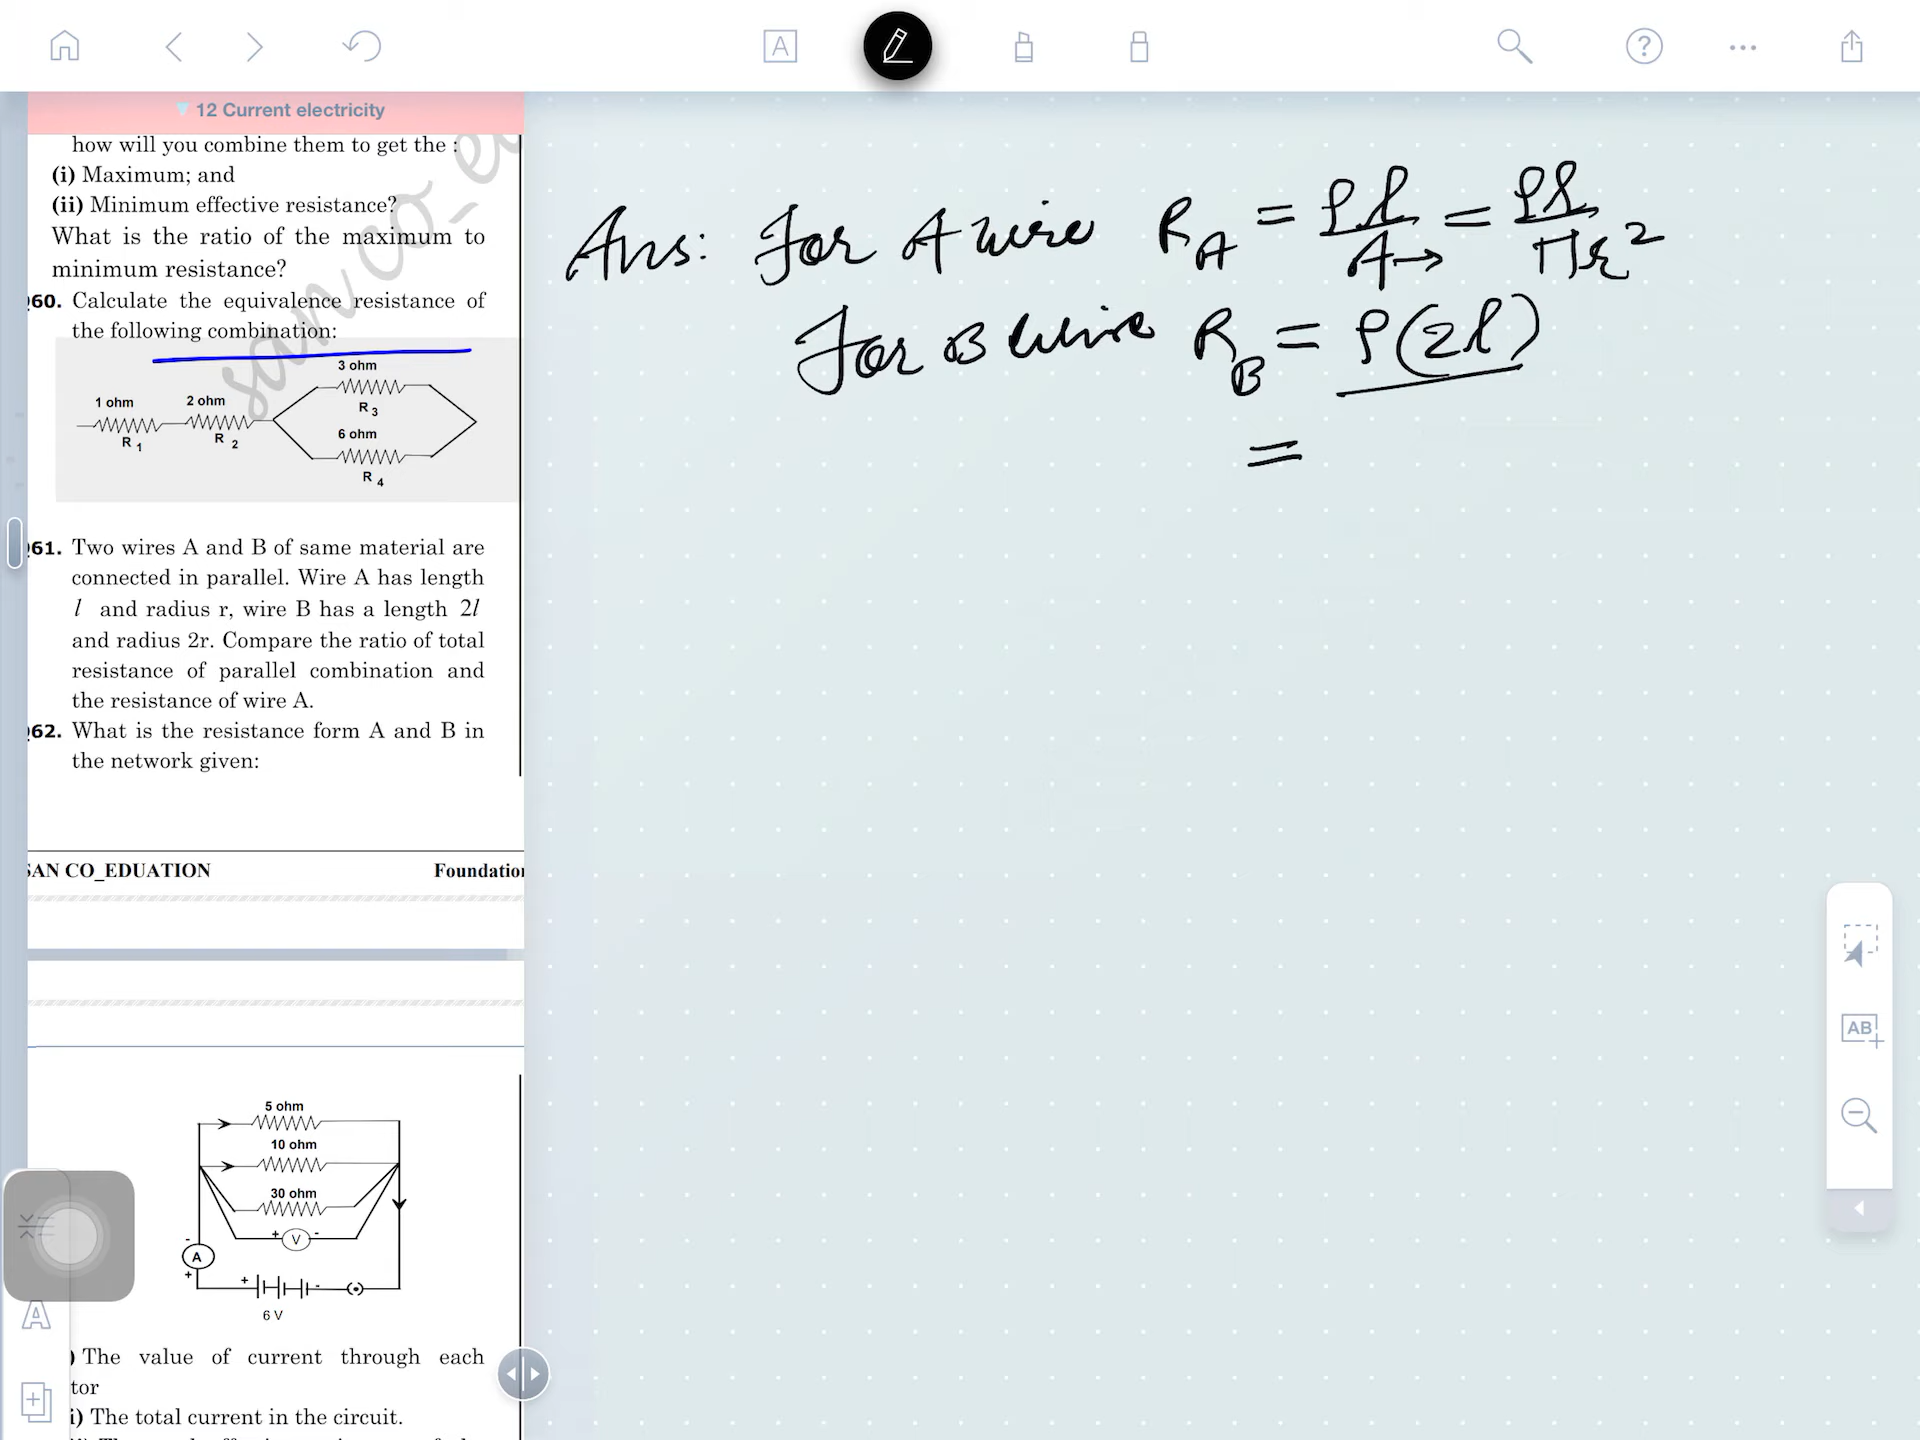 A
?
12 Current electricity
how will you combine them to get the :
(i) Maximum; and
(ii) Minimum effective resistance?
What is the ratio of the maximum to
minimum resistance?
60. Calculate the equivalence resistance of
the following combination:
san co_e
3 ohm
R 3
1 ohm
2 ohm
R 1
R 2
6 ohm
R 4
61. Two wires A and B of same material are
connected in parallel. Wire A has length
l and radius r, wire B has a length 2l
and radius 2r. Compare the ratio of total
resistance of parallel combination and
the resistance of wire A.
62. What is the resistance form A and B in
the network given:
SAN CO_EDUATION Foundation
5 ohm
10 ohm
30 ohm
+ V -
-
A
+
+ -
6 V
) The value of current through each
tor
i) The total current in the circuit.
Ans: For A wire R_A = ρl/A → = ρl/πr²
For B wire R_B = ρ(2l)
=
AB
A